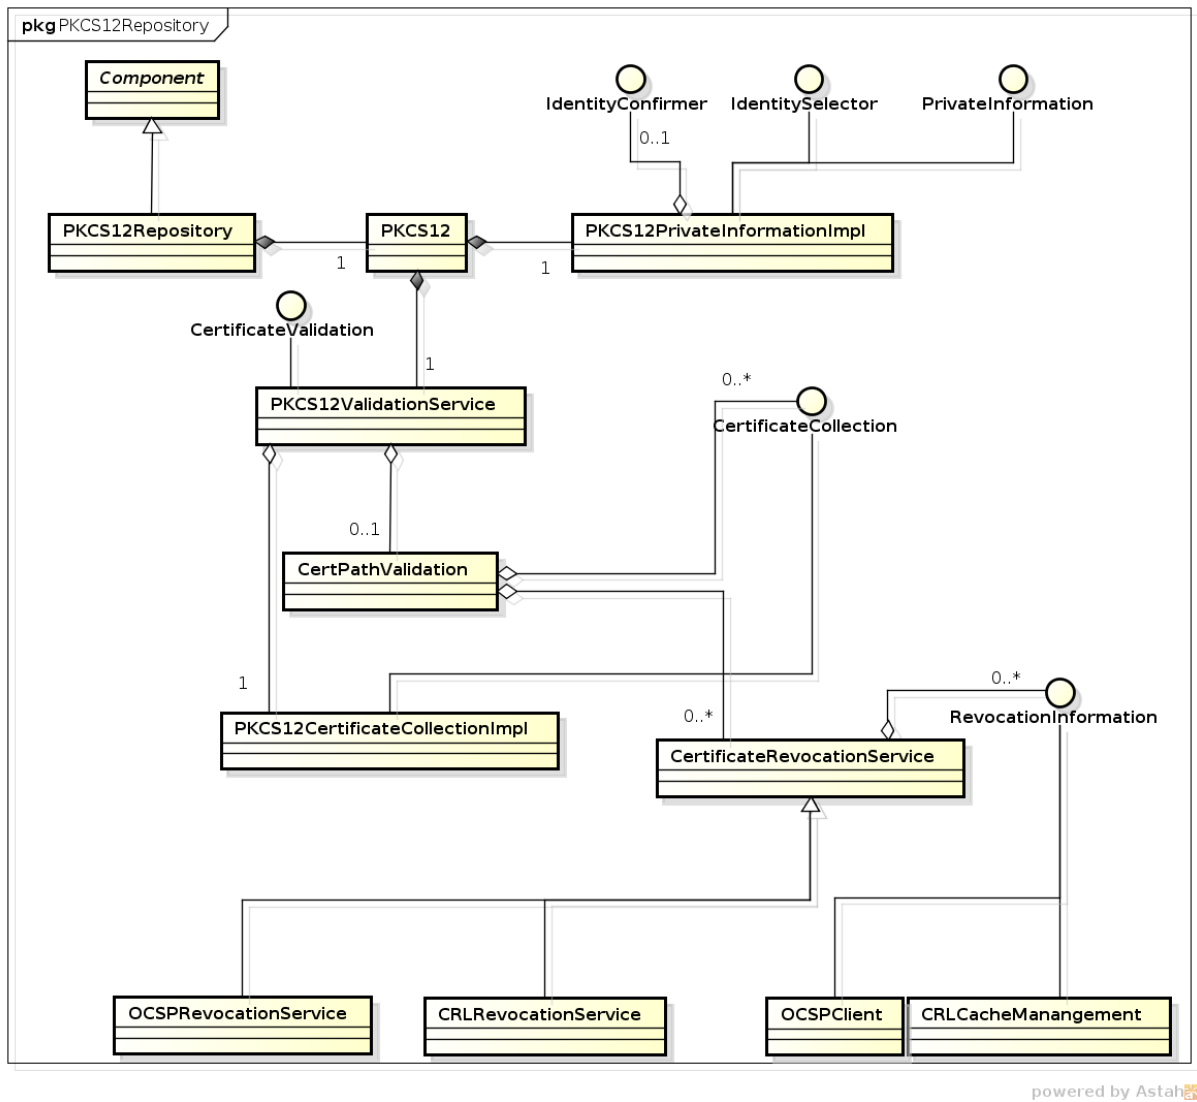 pkg PKCS12Repository
Component
IdentityConfirmer
IdentitySelector
PrivateInformation
0..1
PKCS12Repository
PKCS12
PKCS12PrivateInformationImpl
1
1
CertificateValidation
1
PKCS12ValidationService
0..*
CertificateCollection
0..1
CertPathValidation
1
0..*
RevocationInformation
0..*
PKCS12CertificateCollectionImpl
CertificateRevocationService
OCSPRevocationService
CRLRevocationService
OCSPClient
CRLCacheManangement
powered by Astah